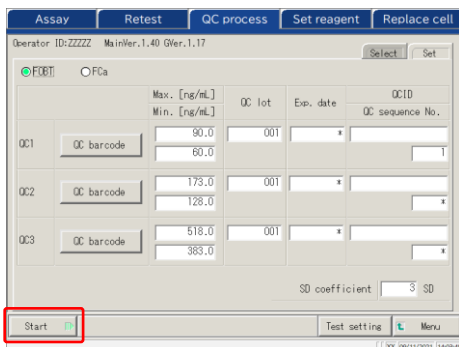 Assay Retest QC process Set reagent Replace cell
Operator ID:ZZZZZ MainVer.1.40 GVer.1.17
Select Set
FOBT FCa
Max. [ng/mL] QC lot Exp. date QCID
Min. [ng/mL] QC sequence No.
90.0 001 *
QC1 QC barcode
60.0 1
173.0 001 *
QC2 QC barcode
128.0 *
518.0 001 *
QC3 QC barcode
383.0 *
SD coefficient 3 SD
Start Test setting Menu